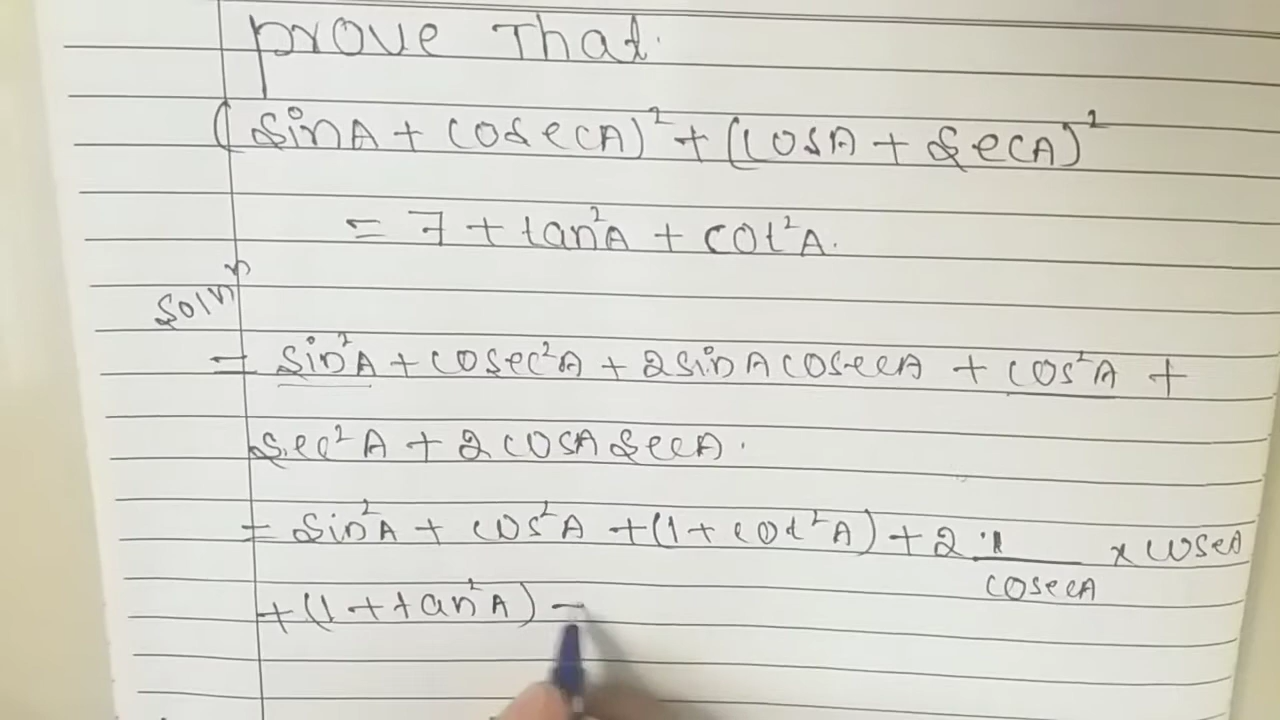 prove That.
(sinA + cosecA)² + (cosA + secA)²
= 7 + tan²A + cot²A.
Solⁿ
= sin²A + cosec²A + 2sinA cosecA + cos²A +
sec²A + 2cosA secA.
= sin²A + cos²A + (1 + cot²A) + 2 · 1/cosecA × cosecA
+ (1 + tan²A) -